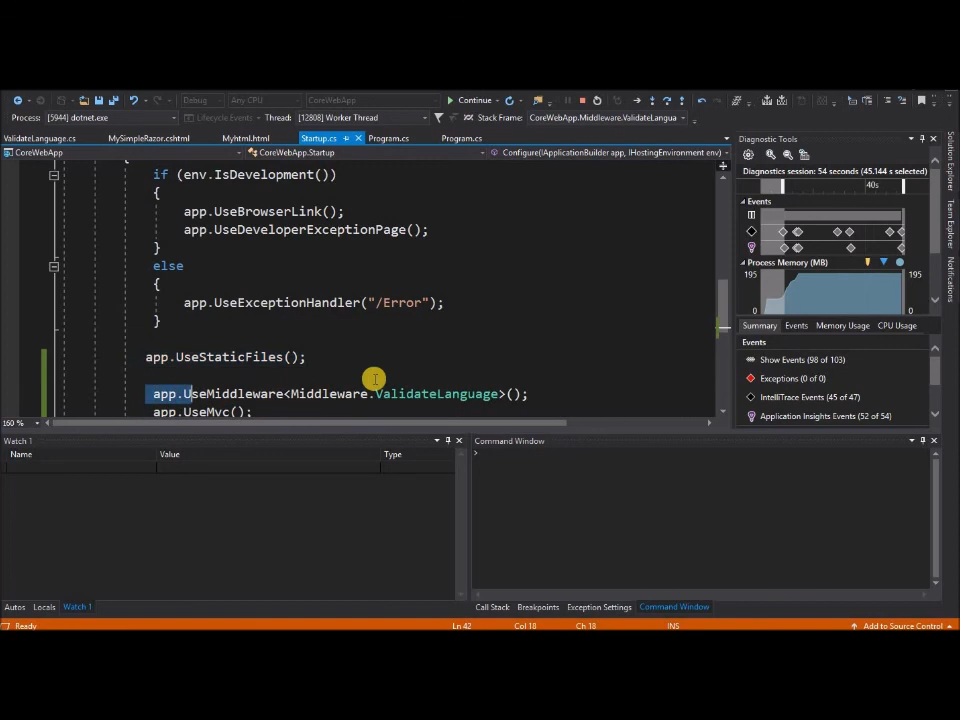 Debug Any CPU CoreWebApp Continue
Process: [5944] dotnet.exe Lifecycle Events Thread: [12808] Worker Thread Stack Frame: CoreWebApp.Middleware.ValidateLangua
ValidateLanguage.cs MySimpleRazor.cshtml Myhtml.html Startup.cs Program.cs Program.cs
CoreWebApp CoreWebApp.Startup Configure(IApplicationBuilder app, IHostingEnvironment env)
if (env.IsDevelopment())
{
app.UseBrowserLink();
app.UseDeveloperExceptionPage();
}
else
{
app.UseExceptionHandler("/Error");
}
app.UseStaticFiles();
app.UseMiddleware<Middleware.ValidateLanguage>();
app.UseMvc();
160 %
Diagnostic Tools
Diagnostics session: 54 seconds (45.144 s selected)
40s
Events
Process Memory (MB)
195 195
0 0
Summary Events Memory Usage CPU Usage
Events
Show Events (98 of 103)
Exceptions (0 of 0)
IntelliTrace Events (45 of 47)
Application Insights Events (52 of 54)
Solution Explorer
Team Explorer
Notifications
Watch 1
Name Value Type
Autos Locals Watch 1
Command Window
>
Call Stack Breakpoints Exception Settings Command Window
Ready Ln 42 Col 18 Ch 18 INS Add to Source Control